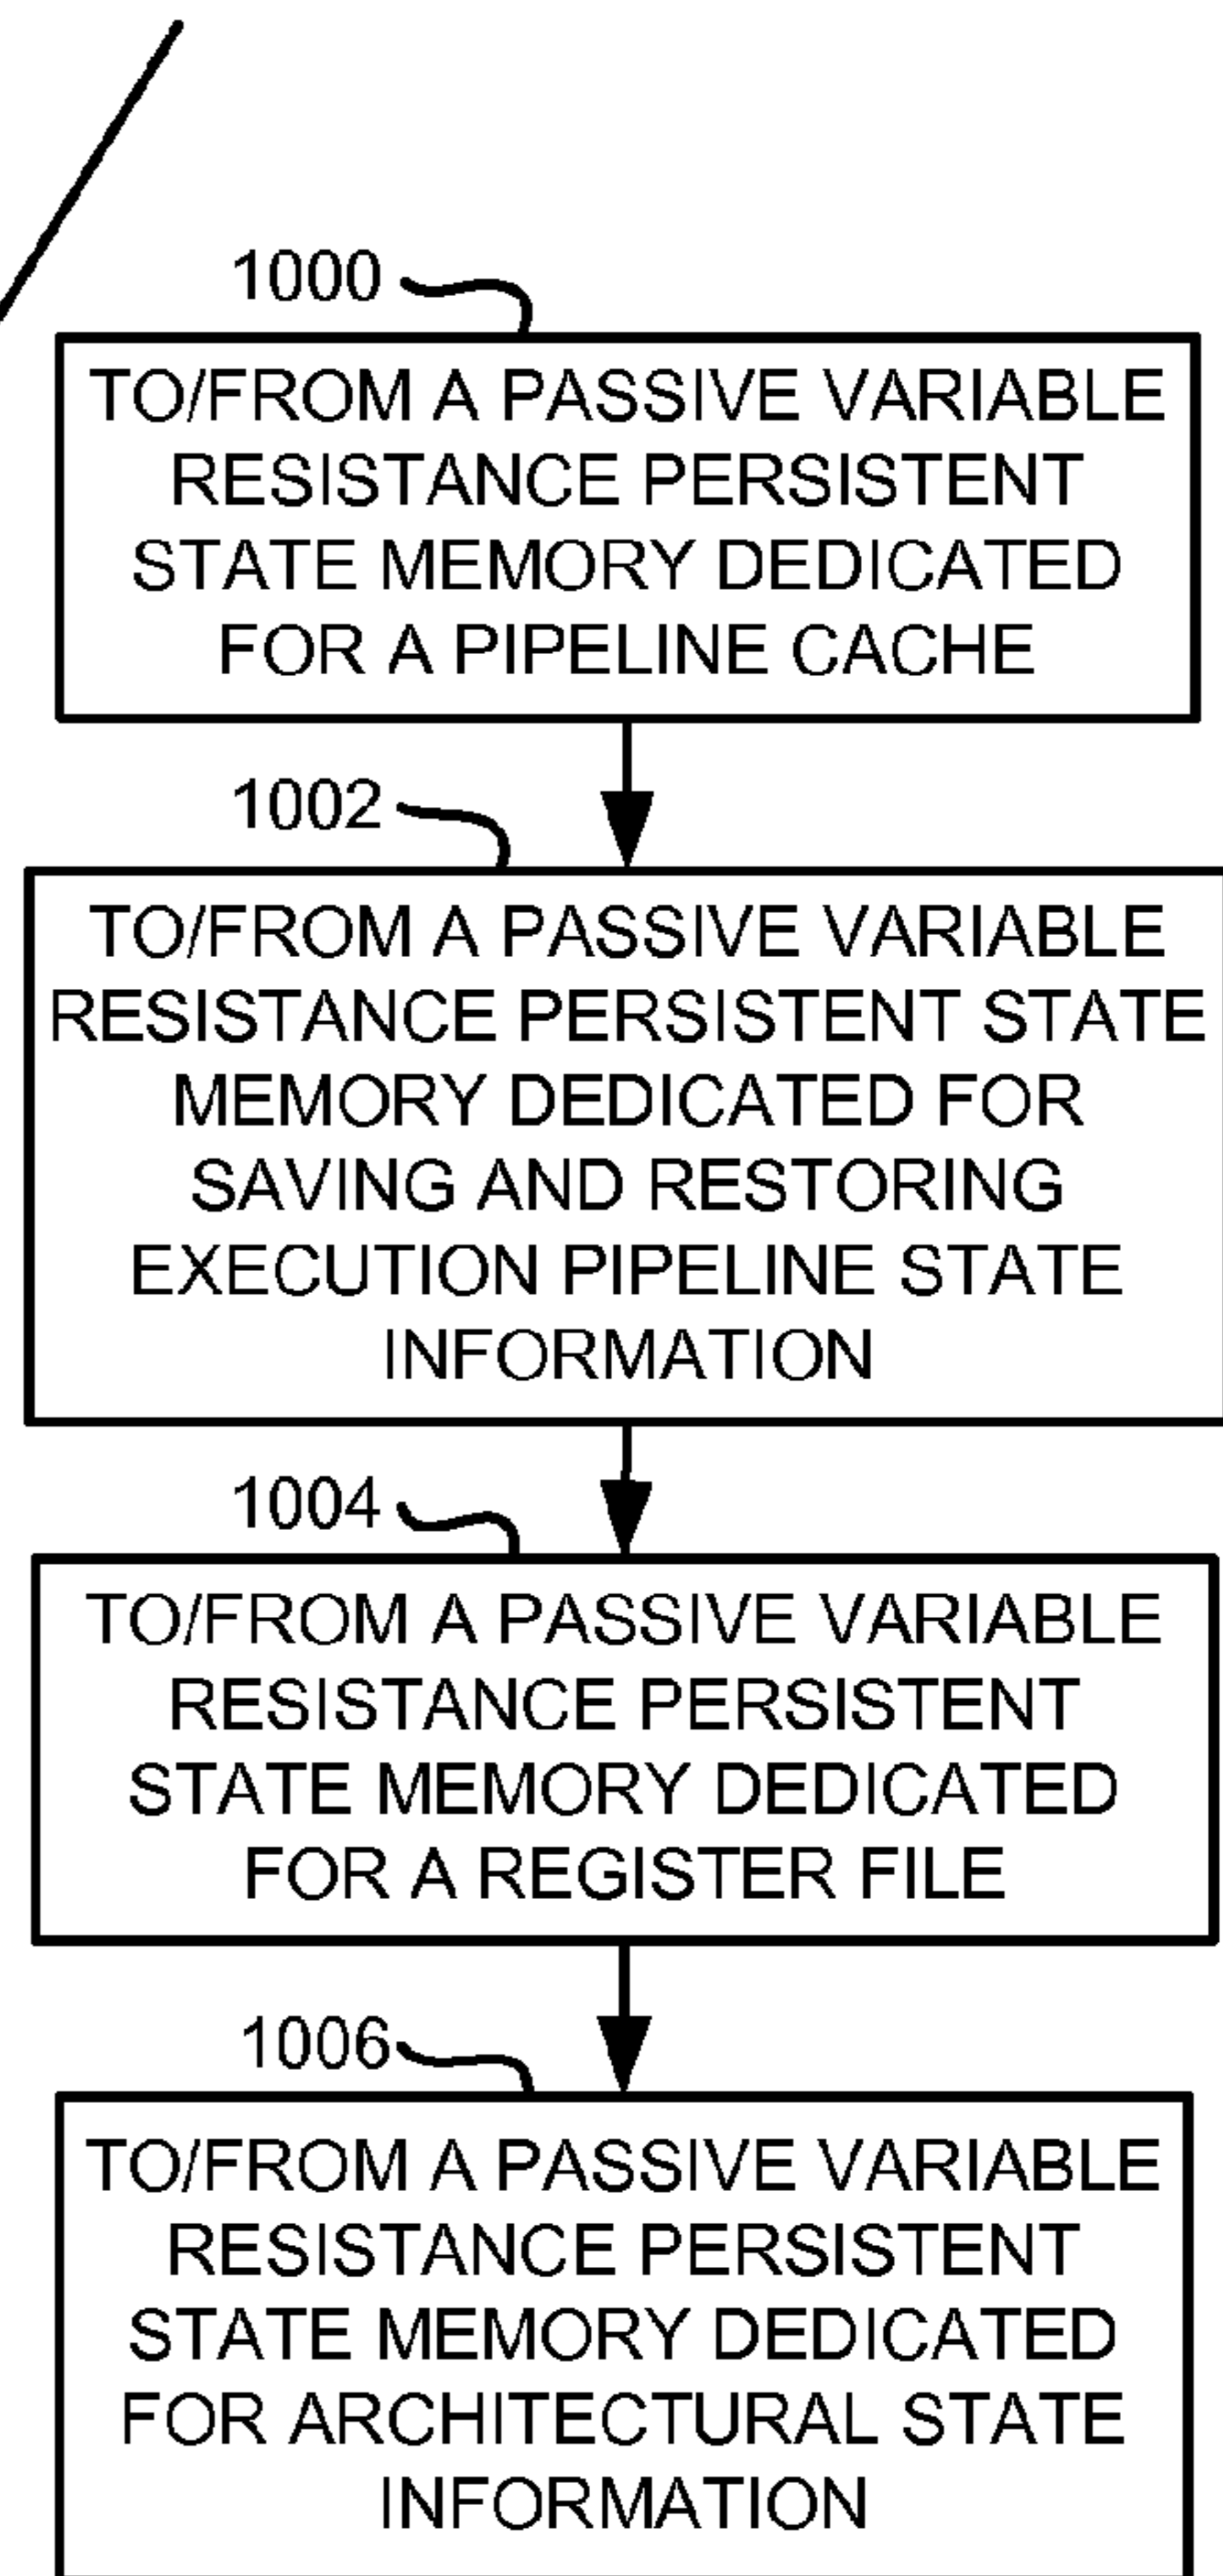 1000
TO/FROM A PASSIVE VARIABLE
RESISTANCE PERSISTENT
STATE MEMORY DEDICATED
FOR A PIPELINE CACHE
1002
TO/FROM A PASSIVE VARIABLE
RESISTANCE PERSISTENT STATE
MEMORY DEDICATED FOR
SAVING AND RESTORING
EXECUTION PIPELINE STATE
INFORMATION
1004
TO/FROM A PASSIVE VARIABLE
RESISTANCE PERSISTENT
STATE MEMORY DEDICATED
FOR A REGISTER FILE
1006
TO/FROM A PASSIVE VARIABLE
RESISTANCE PERSISTENT
STATE MEMORY DEDICATED
FOR ARCHITECTURAL STATE
INFORMATION